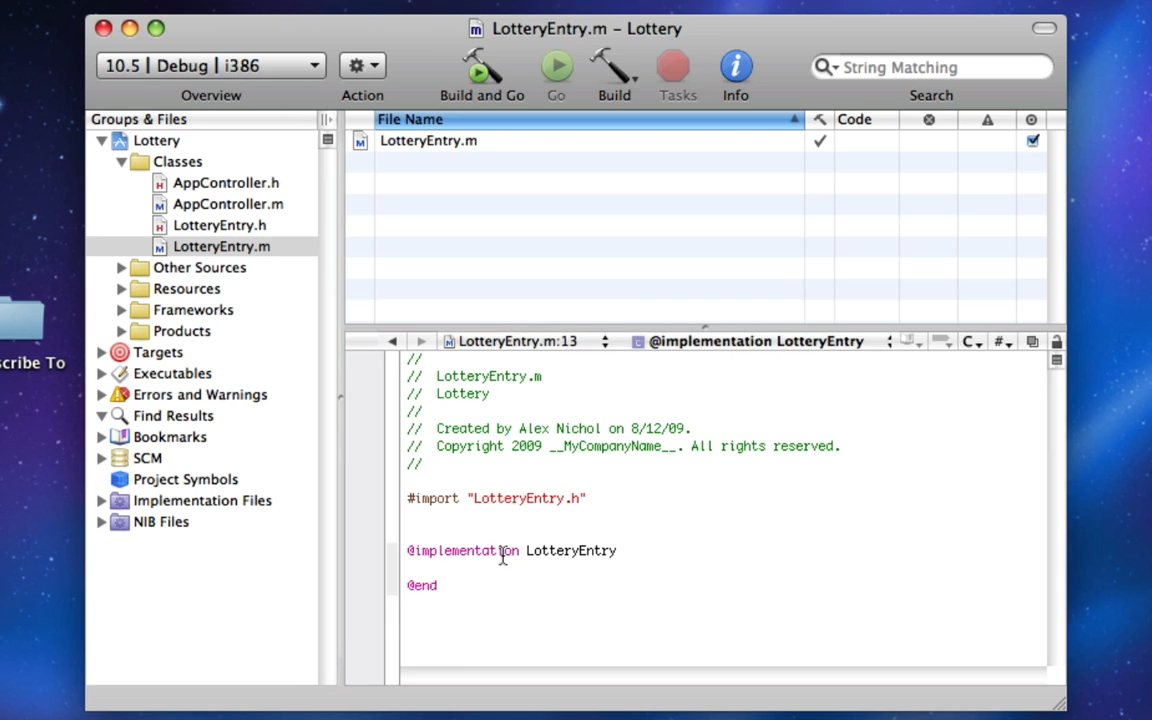 LotteryEntry.m – Lottery
10.5 | Debug | i386
String Matching
Overview
Action
Build and Go
Go
Build
Tasks
Info
Search
Groups & Files
File Name
Code
LotteryEntry.m
Lottery
Classes
AppController.h
AppController.m
LotteryEntry.h
LotteryEntry.m
Other Sources
Resources
Frameworks
Products
Targets
Executables
Errors and Warnings
Find Results
Bookmarks
SCM
Project Symbols
Implementation Files
NIB Files
LotteryEntry.m:13
@implementation LotteryEntry
C
#
//
// LotteryEntry.m
// Lottery
//
// Created by Alex Nichol on 8/12/09.
// Copyright 2009 __MyCompanyName__. All rights reserved.
//
#import "LotteryEntry.h"
@implementation LotteryEntry
@end
scribe To